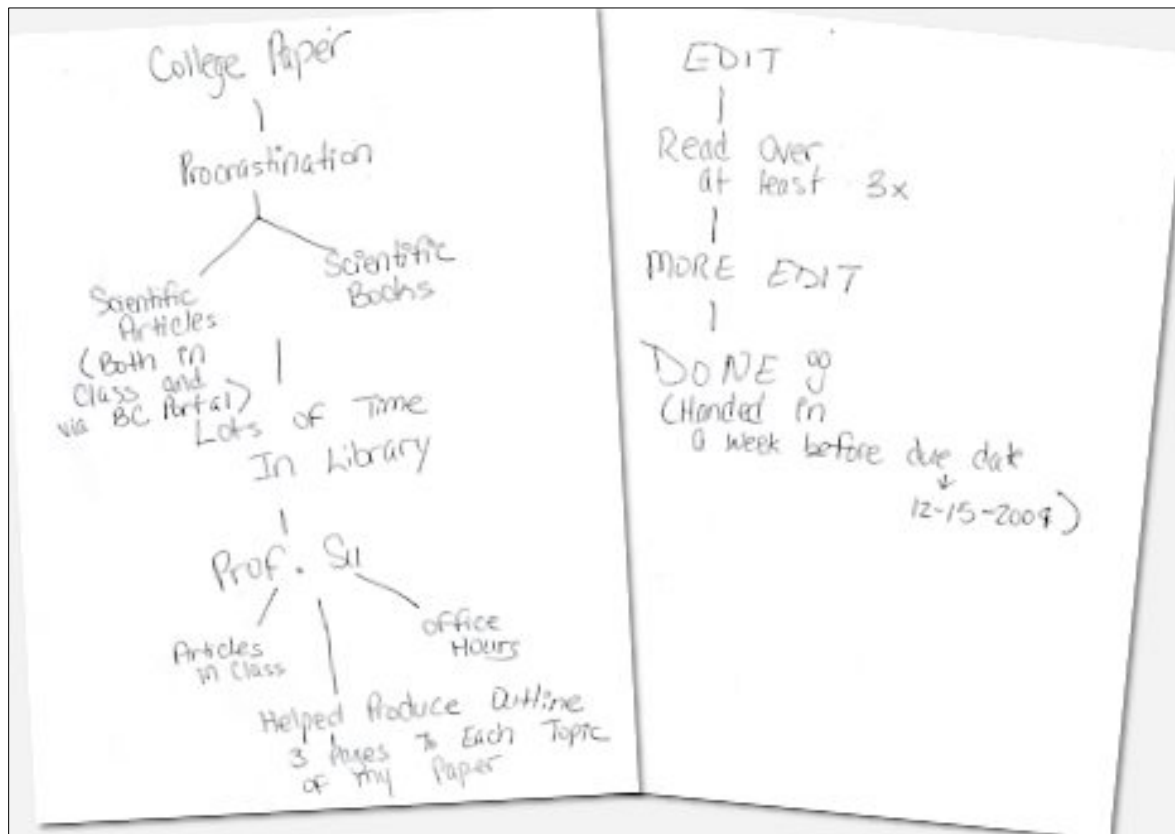 College Paper
Procrastination
Scientific
Articles
(Both in
Class and
via BC Portal)
Scientific
Books
Lots of Time
In Library
Prof. Su
Articles
in Class
Office
Hours
Helped Produce Outline
3 Pages To Each Topic
of my Paper
EDIT
Read Over
at least 3x
MORE EDIT
DONE
(Handed in
a week before due date
12-15-2009)